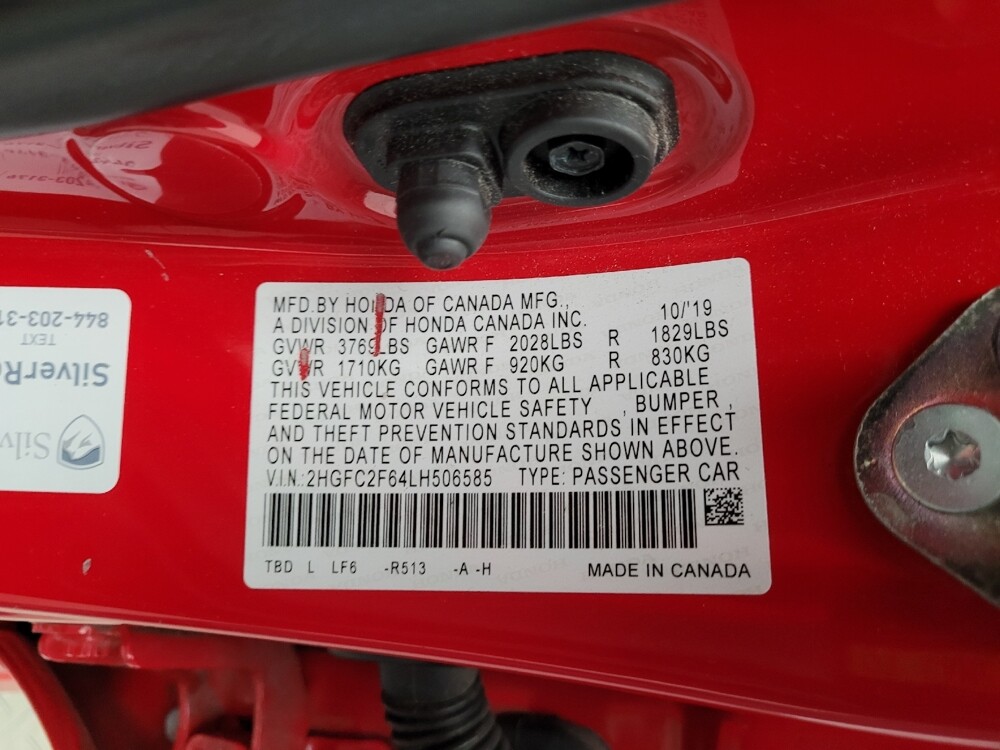 MFD.BY HONDA OF CANADA MFG.,
A DIVISION OF HONDA CANADA INC. 10/'19
GVWR 3769LBS GAWR F 2028LBS R 1829LBS
GVWR 1710KG GAWR F 920KG R 830KG
THIS VEHICLE CONFORMS TO ALL APPLICABLE
FEDERAL MOTOR VEHICLE SAFETY , BUMPER ,
AND THEFT PREVENTION STANDARDS IN EFFECT
ON THE DATE OF MANUFACTURE SHOWN ABOVE.
V.I.N.:2HGFC2F64LH506585 TYPE: PASSENGER CAR
TBD L LF6 -R513 -A -H MADE IN CANADA
844-203-31
TEXT
SilverRo
Silv